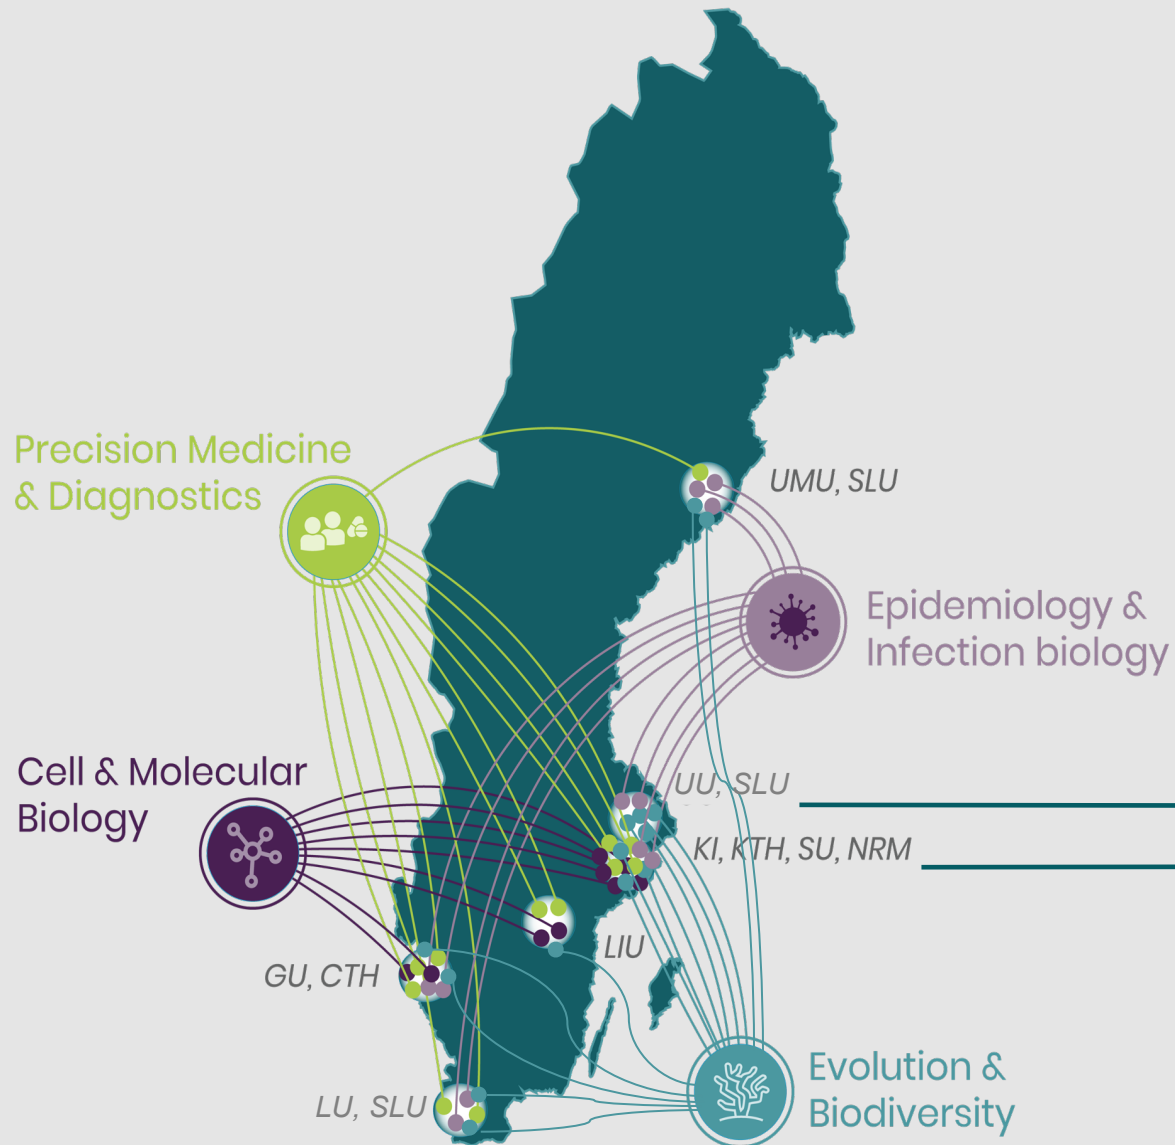 Precision Medicine
& Diagnostics
UMU, SLU
Epidemiology &
Infection biology
Cell & Molecular
Biology
UU, SLU
KI, KTH, SU, NRM
LIU
GU, CTH
Evolution &
Biodiversity
LU, SLU